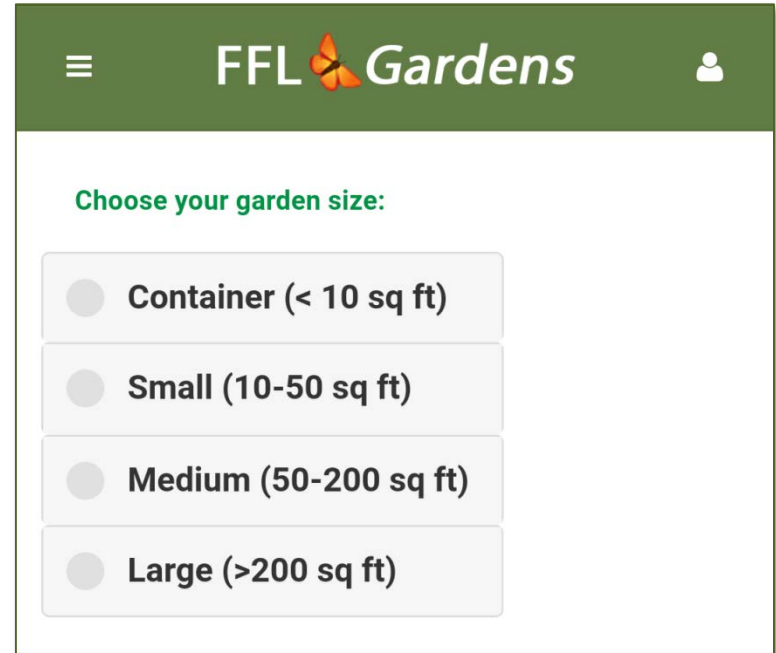 FFL Gardens
Choose your garden size:
Container (< 10 sq ft)
Small (10-50 sq ft)
Medium (50-200 sq ft)
Large (>200 sq ft)